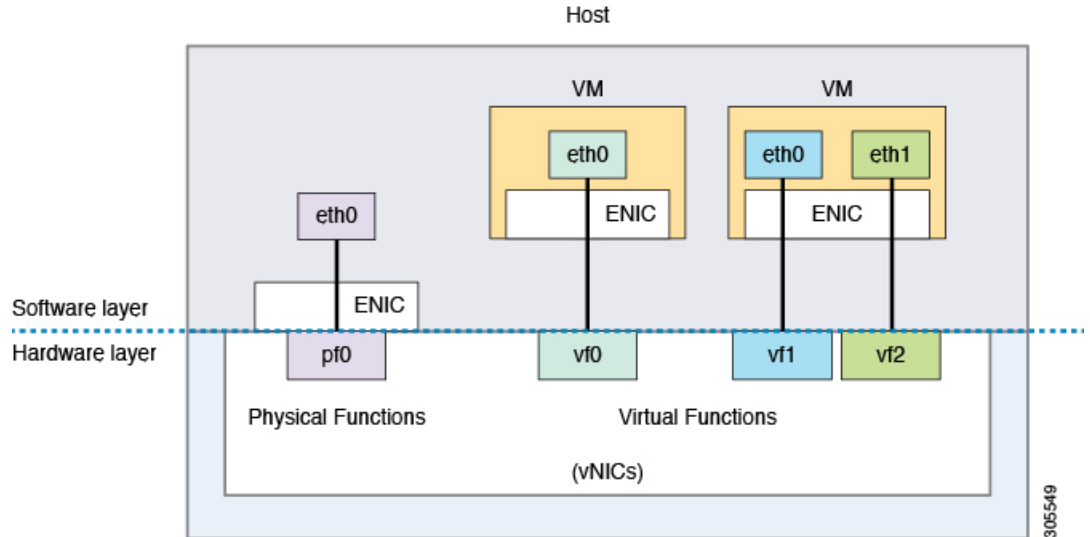 Host
VM VM
eth0 eth0 eth1
eth0 ENIC ENIC
ENIC
Software layer
Hardware layer
pf0 vf0 vf1 vf2
Physical Functions Virtual Functions
(vNICs)
305549